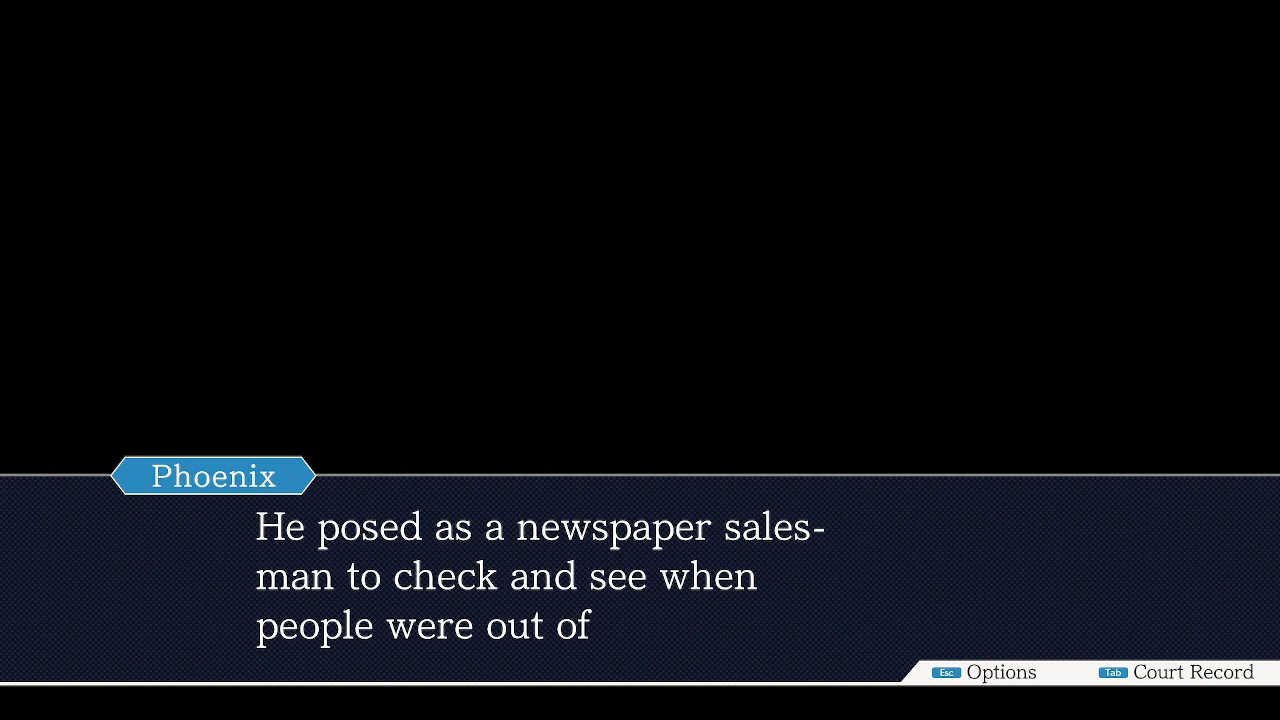 Phoenix
He posed as a newspaper sales-
man to check and see when
people were out of
Esc Options Tab Court Record